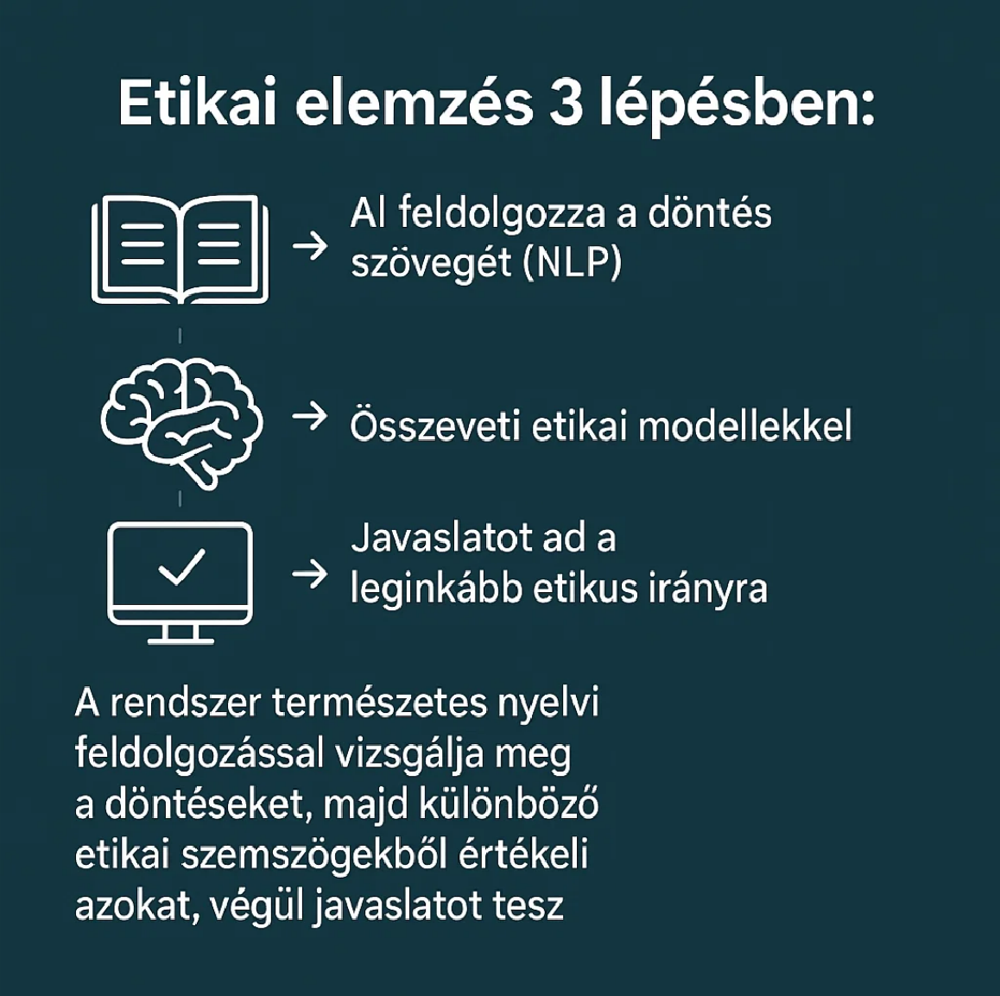 Etikai elemzés 3 lépésben:
AI feldolgozza a döntés
szövegét (NLP)
Összeveti etikai modellekkel
Javaslatot ad a
leginkább etikus irányra
A rendszer természetes nyelvi
feldolgozással vizsgálja meg
a döntéseket, majd különböző
etikai szemszögekből értékeli
azokat, végül javaslatot tesz